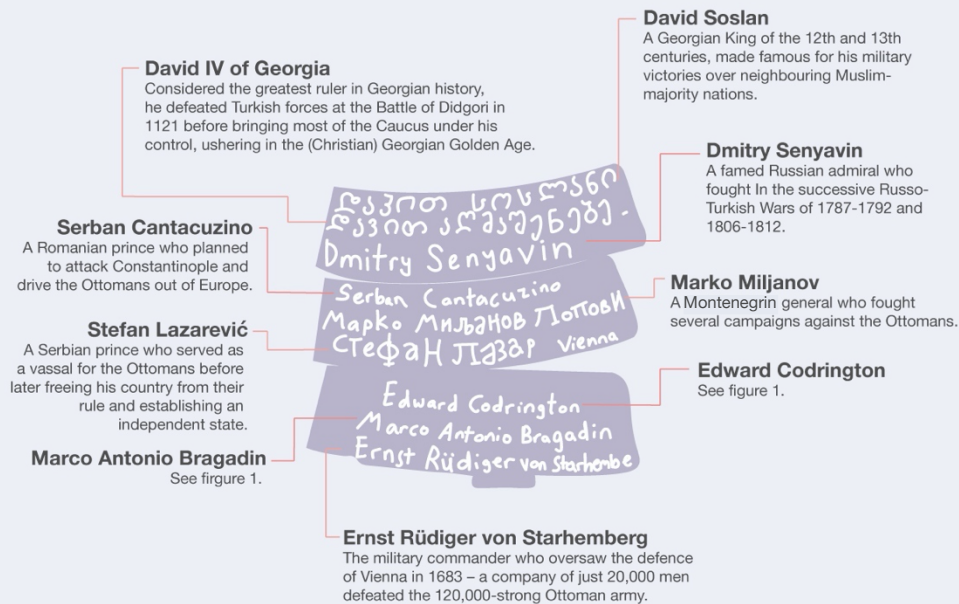 David Soslan
A Georgian King of the 12th and 13th
centuries, made famous for his military
victories over neighbouring Muslim-
majority nations.
David IV of Georgia
Considered the greatest ruler in Georgian history,
he defeated Turkish forces at the Battle of Didgori in
1121 before bringing most of the Caucus under his
control, ushering in the (Christian) Georgian Golden Age.
Dmitry Senyavin
A famed Russian admiral who
fought In the successive Russo-
Turkish Wars of 1787-1792 and
1806-1812.
დავით სოსლანი
დავით აღმაშენებე-
Dmitry Senyavin
Serban Cantacuzino
A Romanian prince who planned
to attack Constantinople and
drive the Ottomans out of Europe.
Serban Cantacuzino
Марко Миљанов Попови
Стефан Лазар Vienna
Marko Miljanov
A Montenegrin general who fought
several campaigns against the Ottomans.
Stefan Lazarević
A Serbian prince who served as
a vassal for the Ottomans before
later freeing his country from their
rule and establishing an
independent state.
Edward Codrington
See figure 1.
Edward Codrington
Marco Antonio Bragadin
Ernst Rüdiger von Starhembe
Marco Antonio Bragadin
See firgure 1.
Ernst Rüdiger von Starhemberg
The military commander who oversaw the defence
of Vienna in 1683 – a company of just 20,000 men
defeated the 120,000-strong Ottoman army.